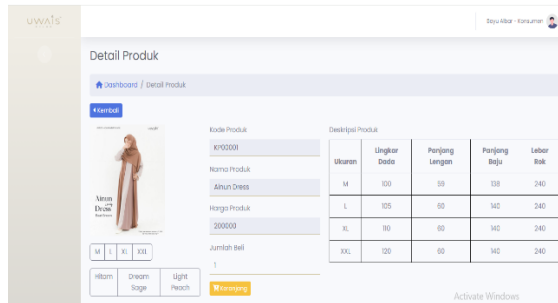 UWAIS
Bayu Albar - Konsumen
Detail Produk
Dashboard / Detail Produk
Kembali
Ainun
Dress
M L XL XXL
Hitam Dream Sage Light Peach
Kode Produk
KP00001
Nama Produk
Ainun Dress
Harga Produk
200000
Jumlah Beli
1
Keranjang
Deskripsi Produk
Ukuran Lingkar Dada Panjang Lengan Panjang Baju Lebar Rok
M 100 59 138 240
L 105 60 140 240
XL 110 60 140 240
XXL 120 60 140 240
Activate Windows